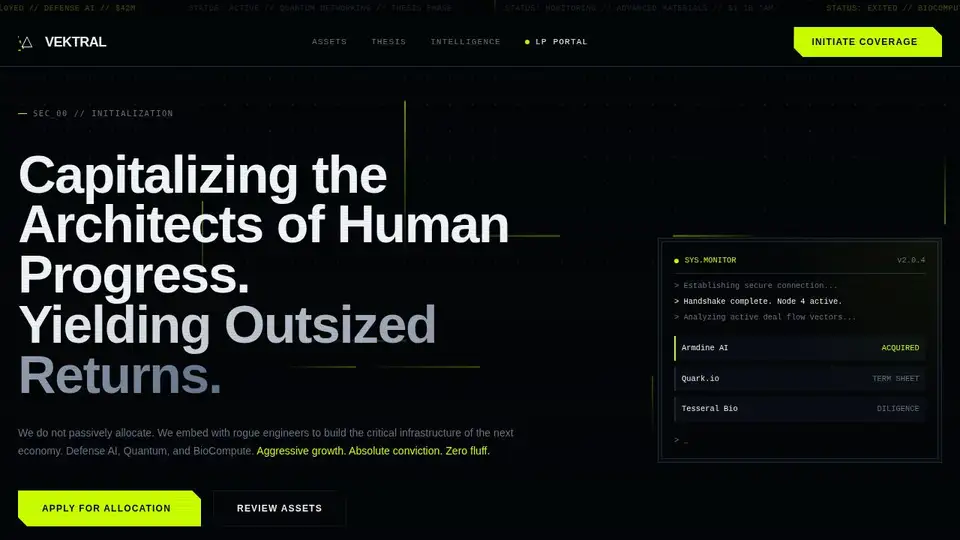 OYED // DEFENSE AI // $42M
STATUS: ACTIVE // QUANTUM NETWORKING // THESIS PHASE
STATUS: MONITORING // ADVANCED MATERIALS //
STATUS: EXITED // BIOCOMPU
VEKTRAL
ASSETS
THESIS
INTELLIGENCE
LP PORTAL
INITIATE COVERAGE
SEC_00 // INITIALIZATION
Capitalizing the
Architects of Human
Progress.
Yielding Outsized
Returns.
We do not passively allocate. We embed with rogue engineers to build the critical infrastructure of the next
economy. Defense AI, Quantum, and BioCompute. Aggressive growth. Absolute conviction. Zero fluff.
APPLY FOR ALLOCATION
REVIEW ASSETS
SYS.MONITOR
v2.0.4
> Establishing secure connection...
> Handshake complete. Node 4 active.
> Analyzing active deal flow vectors...
Armdine AI
ACQUIRED
Quark.io
TERM SHEET
Tesseral Bio
DILIGENCE
> _